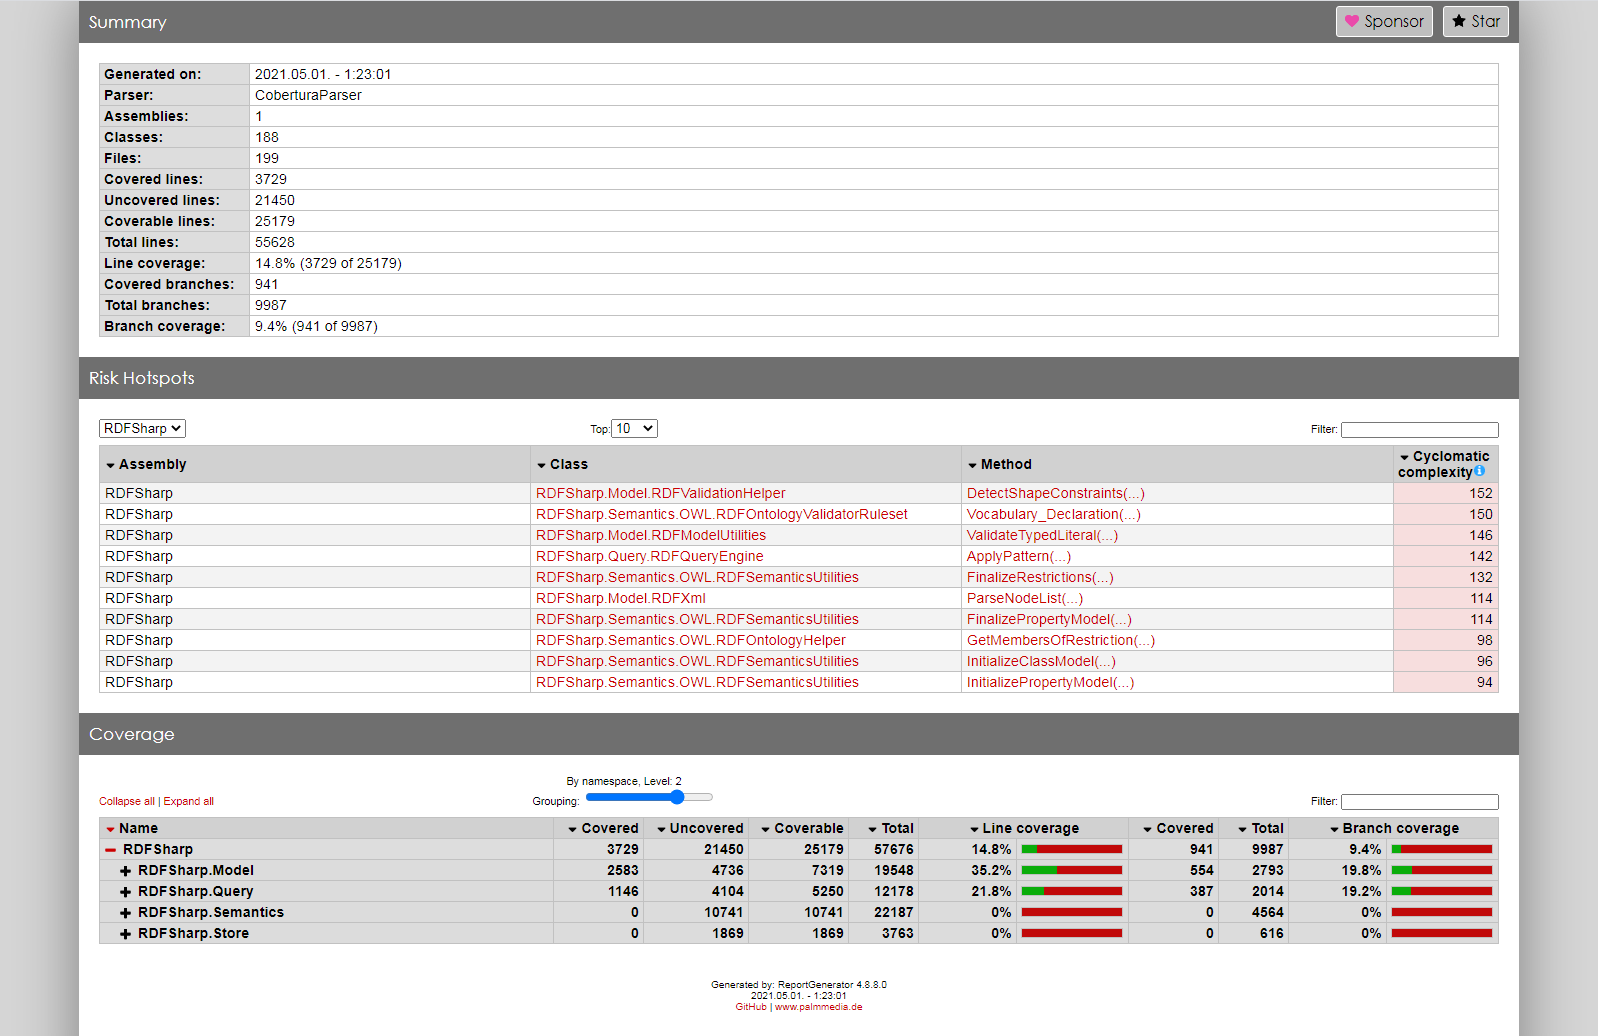 Summary
Sponsor
Star
Generated on: 2021.05.01. - 1:23:01
Parser: CoberturaParser
Assemblies: 1
Classes: 188
Files: 199
Covered lines: 3729
Uncovered lines: 21450
Coverable lines: 25179
Total lines: 55628
Line coverage: 14.8% (3729 of 25179)
Covered branches: 941
Total branches: 9987
Branch coverage: 9.4% (941 of 9987)
Risk Hotspots
RDFSharp Top: 10 Filter:
Assembly Class Method Cyclomatic complexity
RDFSharp RDFSharp.Model.RDFValidationHelper DetectShapeConstraints(...) 152
RDFSharp RDFSharp.Semantics.OWL.RDFOntologyValidatorRuleset Vocabulary_Declaration(...) 150
RDFSharp RDFSharp.Model.RDFModelUtilities ValidateTypedLiteral(...) 146
RDFSharp RDFSharp.Query.RDFQueryEngine ApplyPattern(...) 142
RDFSharp RDFSharp.Semantics.OWL.RDFSemanticsUtilities FinalizeRestrictions(...) 132
RDFSharp RDFSharp.Model.RDFXml ParseNodeList(...) 114
RDFSharp RDFSharp.Semantics.OWL.RDFSemanticsUtilities FinalizePropertyModel(...) 114
RDFSharp RDFSharp.Semantics.OWL.RDFOntologyHelper GetMembersOfRestriction(...) 98
RDFSharp RDFSharp.Semantics.OWL.RDFSemanticsUtilities InitializeClassModel(...) 96
RDFSharp RDFSharp.Semantics.OWL.RDFSemanticsUtilities InitializePropertyModel(...) 94
Coverage
By namespace, Level: 2
Collapse all | Expand all Grouping: Filter:
Name Covered Uncovered Coverable Total Line coverage Covered Total Branch coverage
RDFSharp 3729 21450 25179 57676 14.8% 941 9987 9.4%
RDFSharp.Model 2583 4736 7319 19548 35.2% 554 2793 19.8%
RDFSharp.Query 1146 4104 5250 12178 21.8% 387 2014 19.2%
RDFSharp.Semantics 0 10741 10741 22187 0% 0 4564 0%
RDFSharp.Store 0 1869 1869 3763 0% 0 616 0%
Generated by: ReportGenerator 4.8.8.0
2021.05.01. - 1:23:01
GitHub | www.palmmedia.de